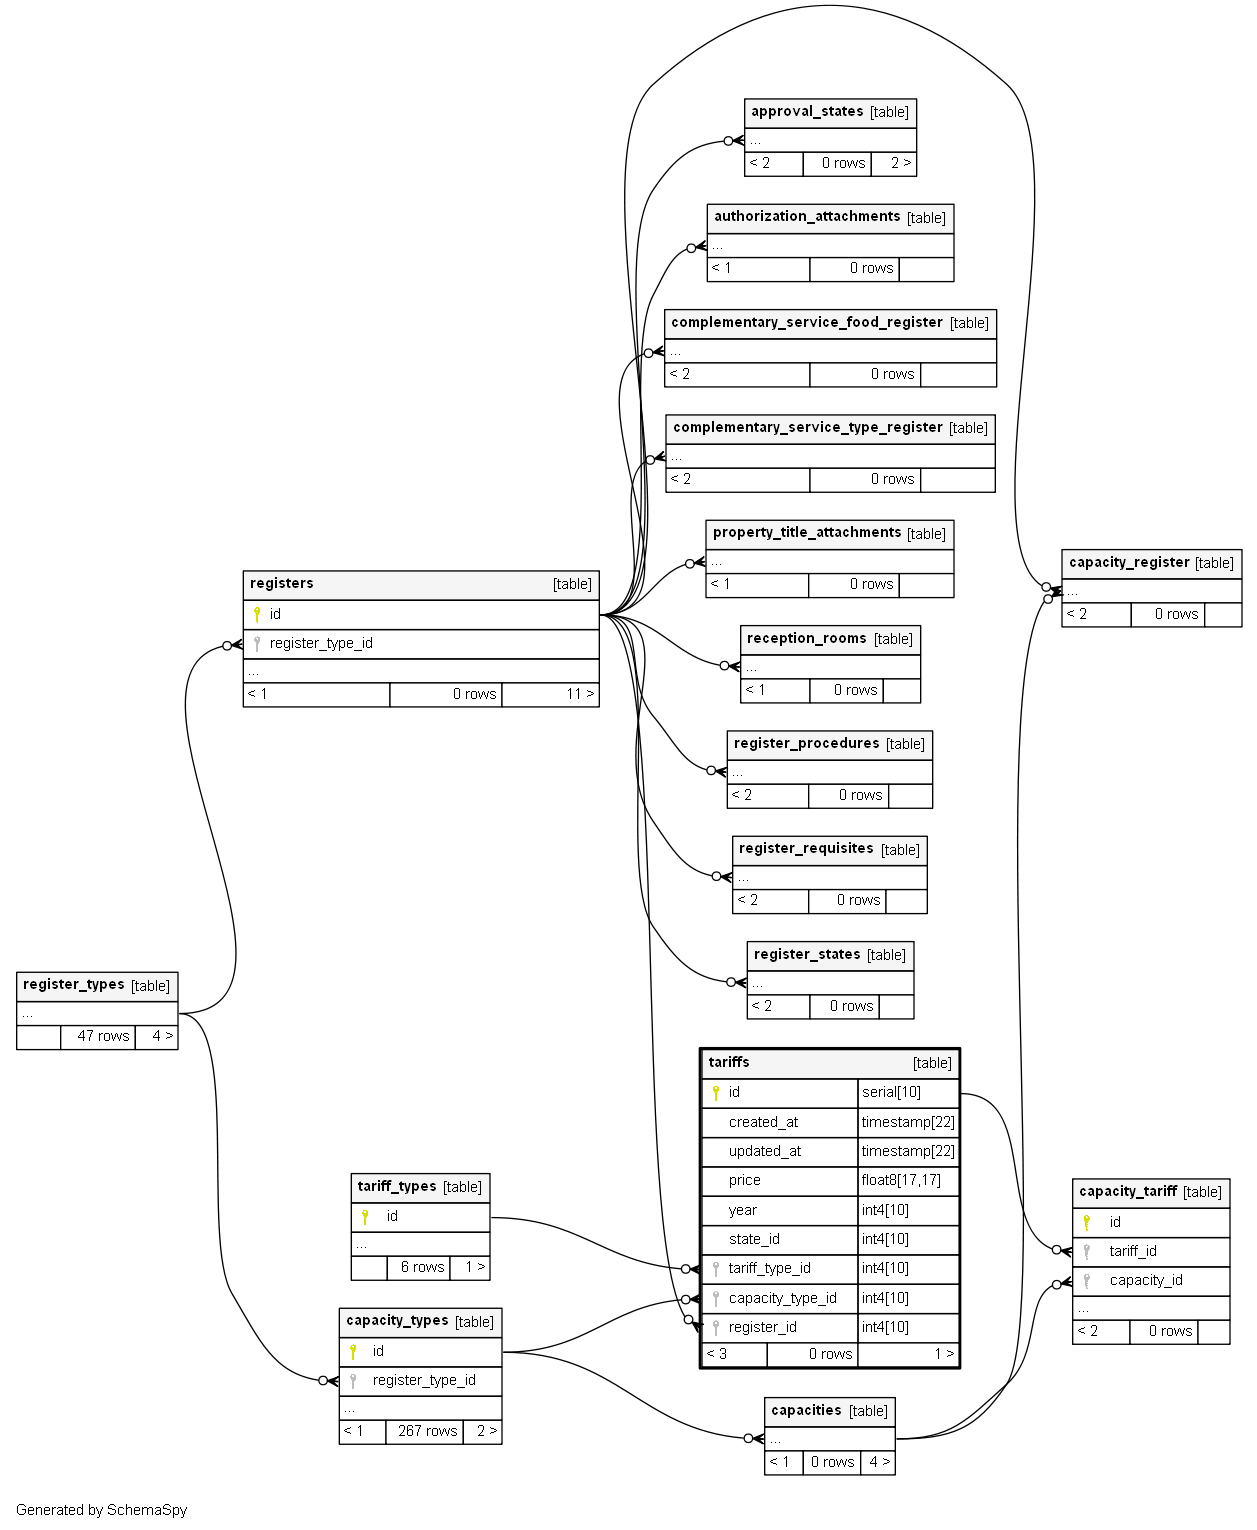 approval_states [table]
...
< 2 0 rows 2 >
authorization_attachments [table]
...
< 1 0 rows
complementary_service_food_register [table]
...
< 2 0 rows
complementary_service_type_register [table]
...
< 2 0 rows
property_title_attachments [table]
...
< 1 0 rows
capacity_register [table]
...
< 2 0 rows
registers [table]
id
register_type_id
...
< 1 0 rows 11 >
reception_rooms [table]
...
< 1 0 rows
register_procedures [table]
...
< 2 0 rows
register_requisites [table]
...
< 2 0 rows
register_states [table]
...
< 2 0 rows
register_types [table]
...
47 rows 4 >
tariffs [table]
id serial[10]
created_at timestamp[22]
updated_at timestamp[22]
price float8[17,17]
year int4[10]
state_id int4[10]
tariff_type_id int4[10]
capacity_type_id int4[10]
register_id int4[10]
< 3 0 rows 1 >
tariff_types [table]
id
...
6 rows 1 >
capacity_tariff [table]
id
tariff_id
capacity_id
...
< 2 0 rows
capacity_types [table]
id
register_type_id
...
< 1 267 rows 2 >
capacities [table]
...
< 1 0 rows 4 >
Generated by SchemaSpy